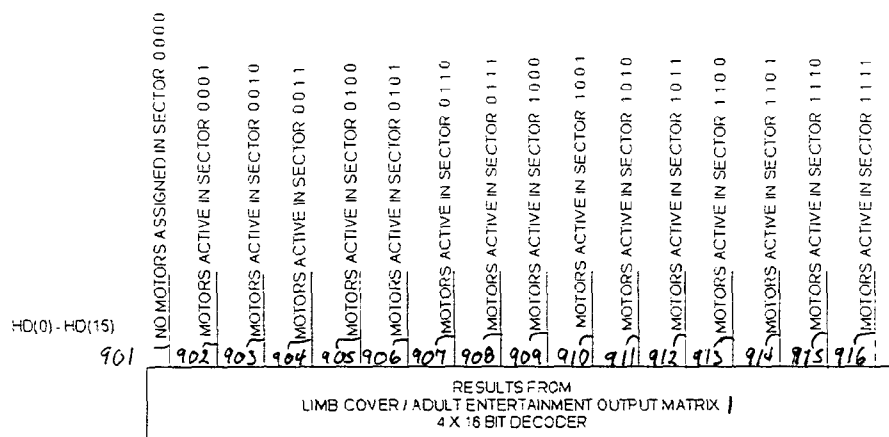 NO MOTORS ASSIGNED IN SECTOR 0000
MOTORS ACTIVE IN SECTOR 0001
MOTORS ACTIVE IN SECTOR 0010
MOTORS ACTIVE IN SECTOR 0011
MOTORS ACTIVE IN SECTOR 0100
MOTORS ACTIVE IN SECTOR 0101
MOTORS ACTIVE IN SECTOR 0110
MOTORS ACTIVE IN SECTOR 0111
MOTORS ACTIVE IN SECTOR 1000
MOTORS ACTIVE IN SECTOR 1001
MOTORS ACTIVE IN SECTOR 1010
MOTORS ACTIVE IN SECTOR 1011
MOTORS ACTIVE IN SECTOR 1100
MOTORS ACTIVE IN SECTOR 1101
MOTORS ACTIVE IN SECTOR 1110
MOTORS ACTIVE IN SECTOR 1111
HD(0) - HD(15)
901 902 903 904 905 906 907 908 909 910 911 912 913 914 915 916
RESULTS FROM
LIMB COVER / ADULT ENTERTAINMENT OUTPUT MATRIX 1
4 X 16 BIT DECODER